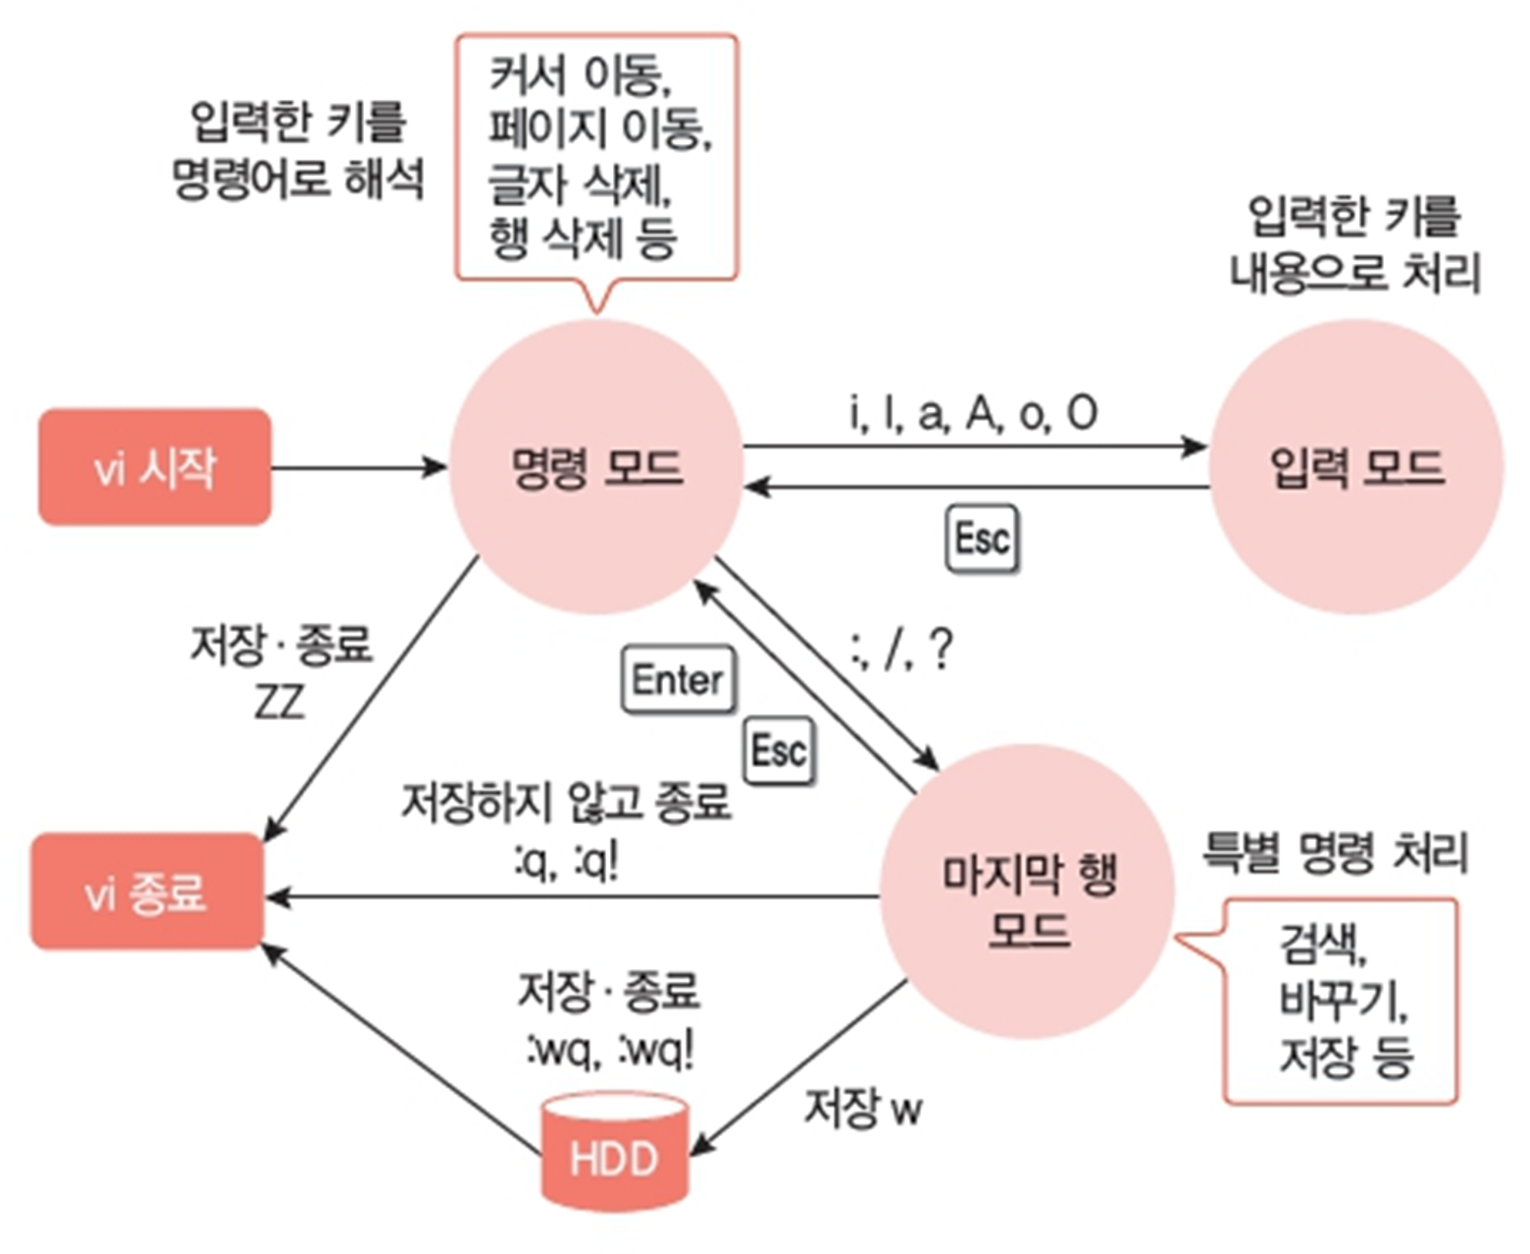 커서 이동,
페이지 이동,
글자 삭제,
행 삭제 등
입력한 키를
명령어로 해석
입력한 키를
내용으로 처리
vi 시작
명령 모드
i, I, a, A, o, O
입력 모드
Esc
저장 · 종료
ZZ
:, /, ?
Enter
Esc
저장하지 않고 종료
:q, :q!
vi 종료
마지막 행
모드
특별 명령 처리
검색,
바꾸기,
저장 등
저장 · 종료
:wq, :wq!
저장 w
HDD